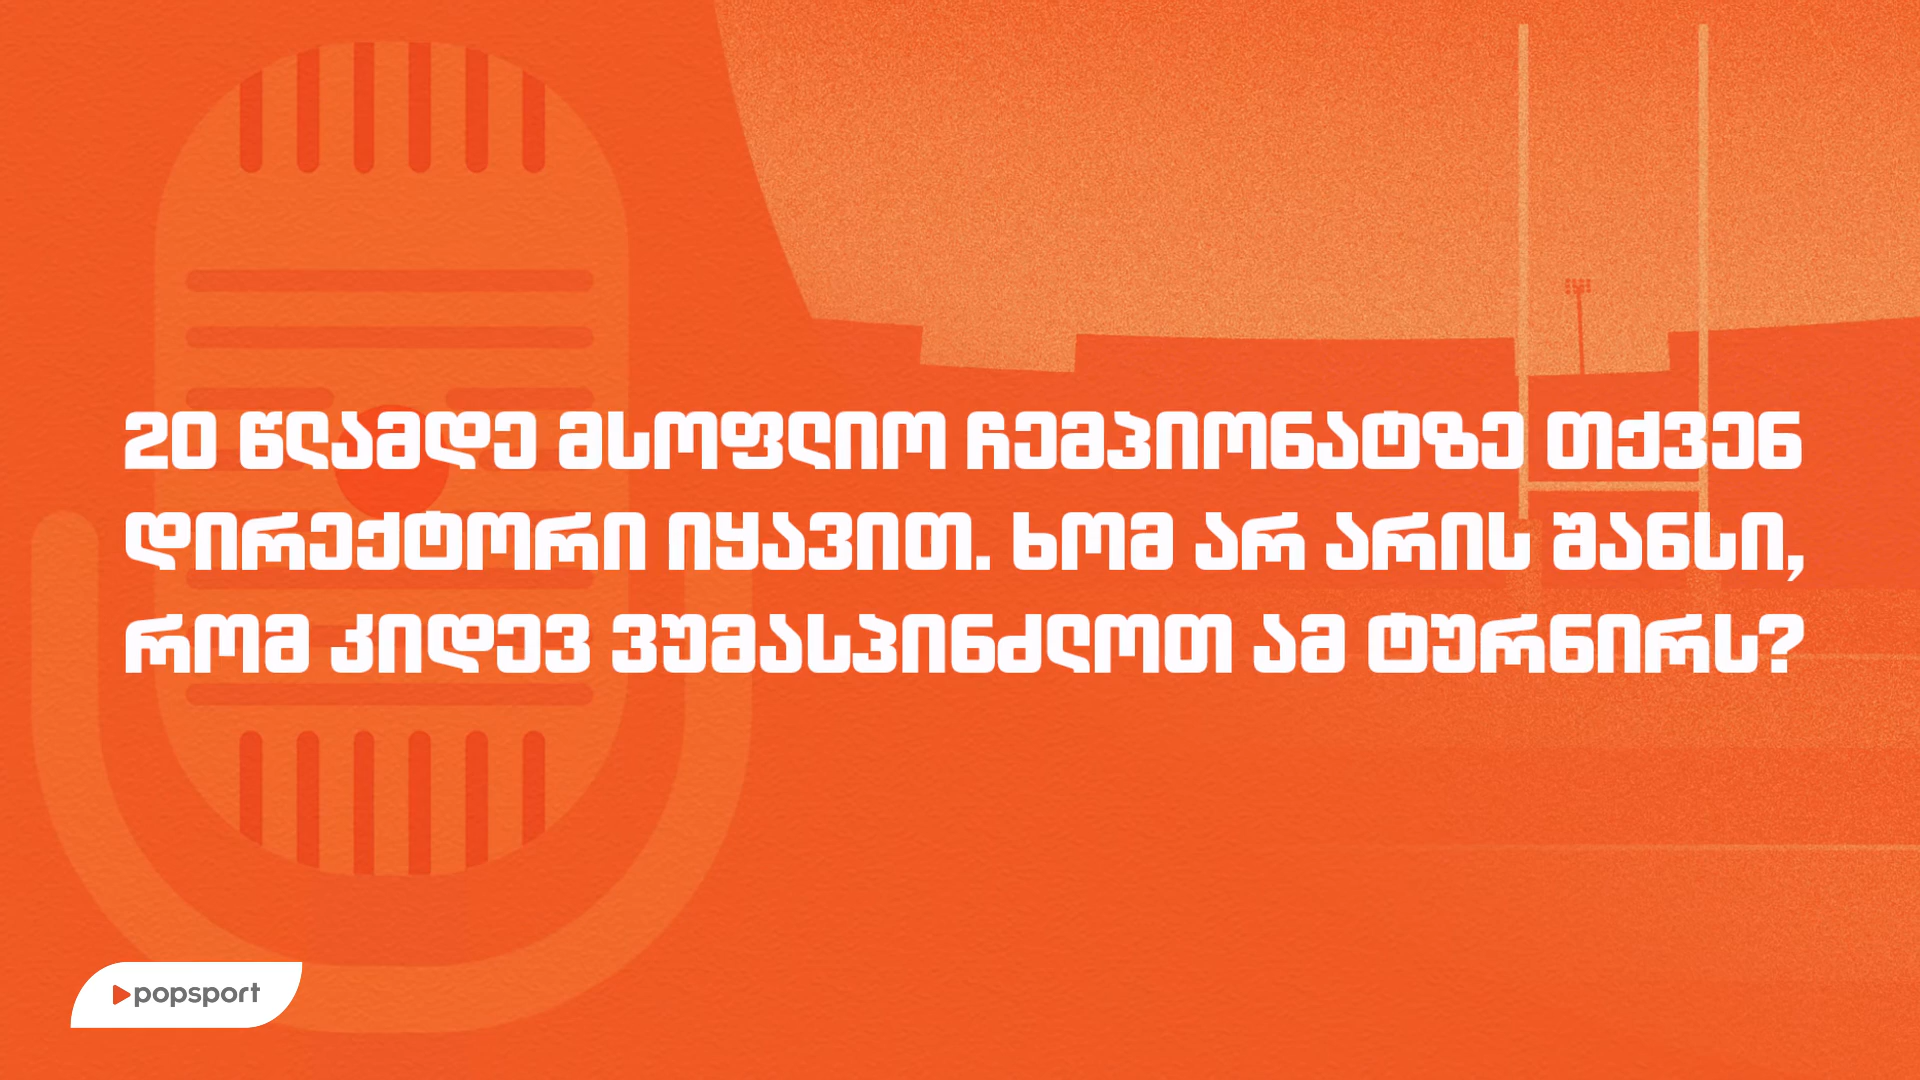 20 წლამდე მსოფლიო ჩემპიონატზე თქვენ
დირექტორი იყავით. ხომ არ არის შანსი,
რომ კიდევ ვუმასპინძლოთ ამ ტურნირს?
popsport